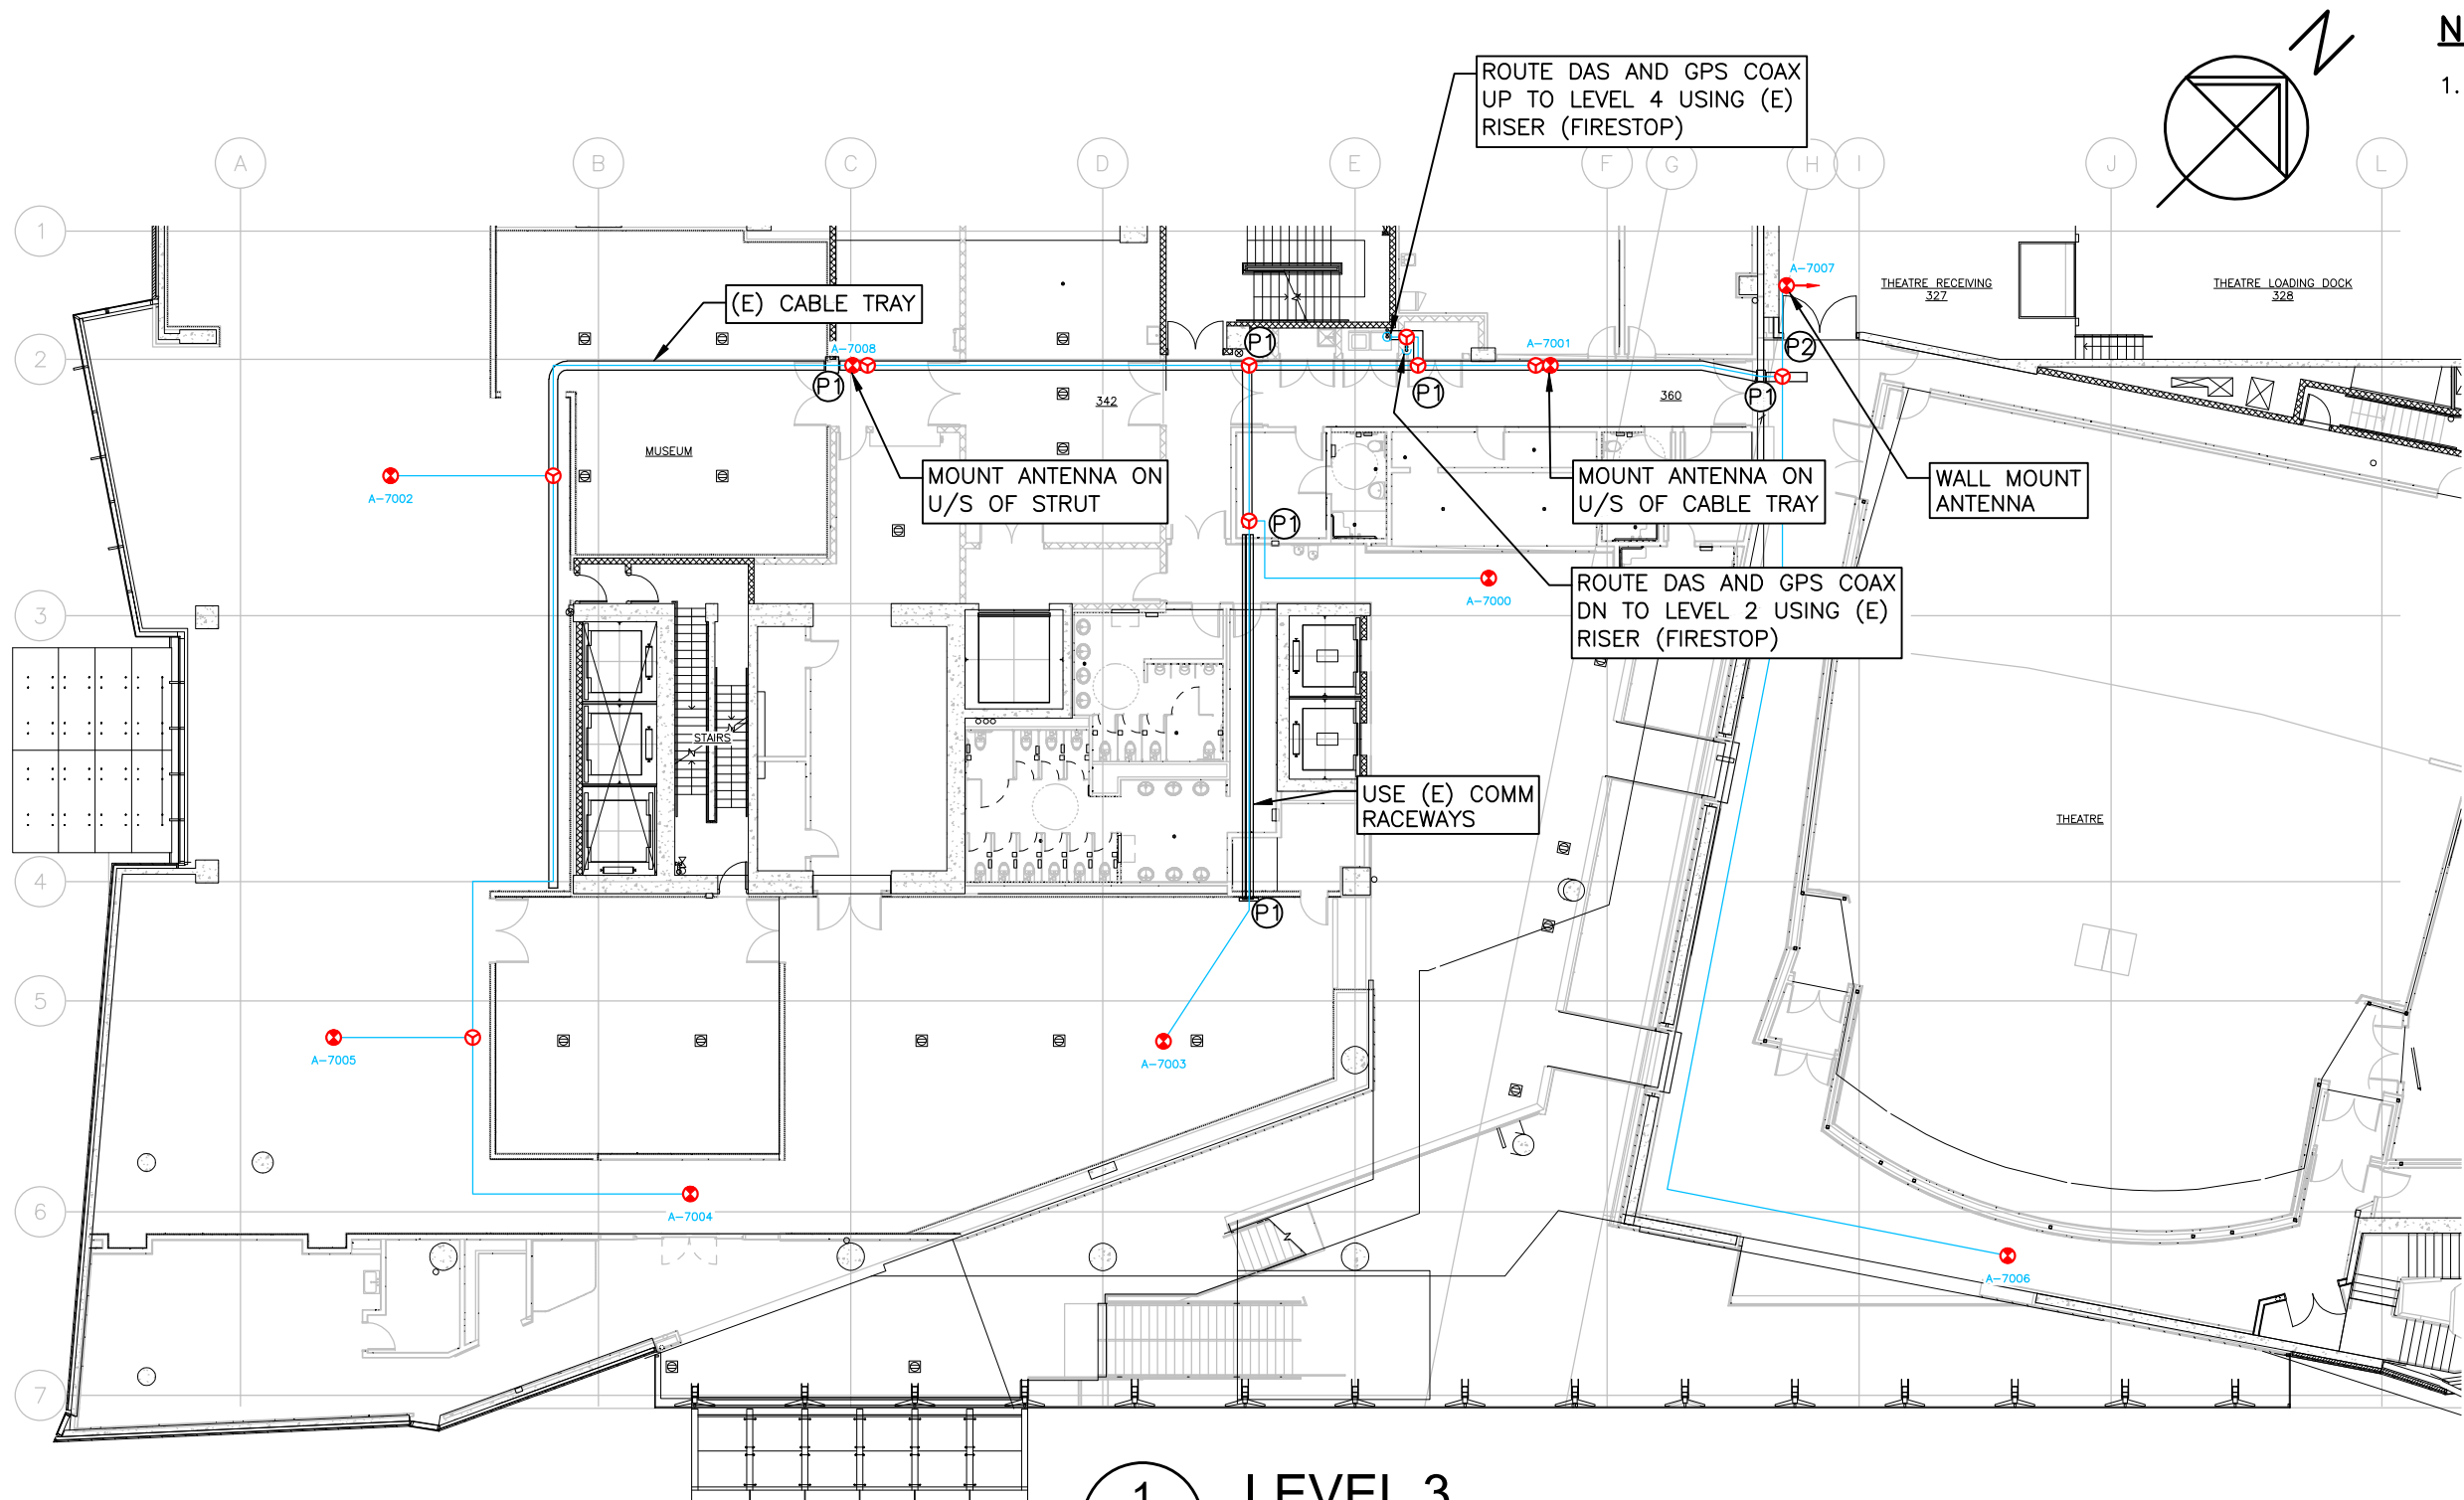 N
1.
ROUTE DAS AND GPS COAX
UP TO LEVEL 4 USING (E)
RISER (FIRESTOP)
A
B
C
D
E
F
G
H
I
J
L
1
A-7007
THEATRE RECEIVING
327
THEATRE LOADING DOCK
328
(E) CABLE TRAY
2
A-7008
P1
A-7001
P2
P1
P1
P1
342
360
MUSEUM
MOUNT ANTENNA ON
U/S OF STRUT
MOUNT ANTENNA ON
U/S OF CABLE TRAY
WALL MOUNT
ANTENNA
A-7002
P1
A-7000
ROUTE DAS AND GPS COAX
DN TO LEVEL 2 USING (E)
RISER (FIRESTOP)
3
STAIRS
USE (E) COMM
RACEWAYS
THEATRE
4
P1
5
A-7005
A-7003
6
A-7004
A-7006
7
1
LEVEL 3